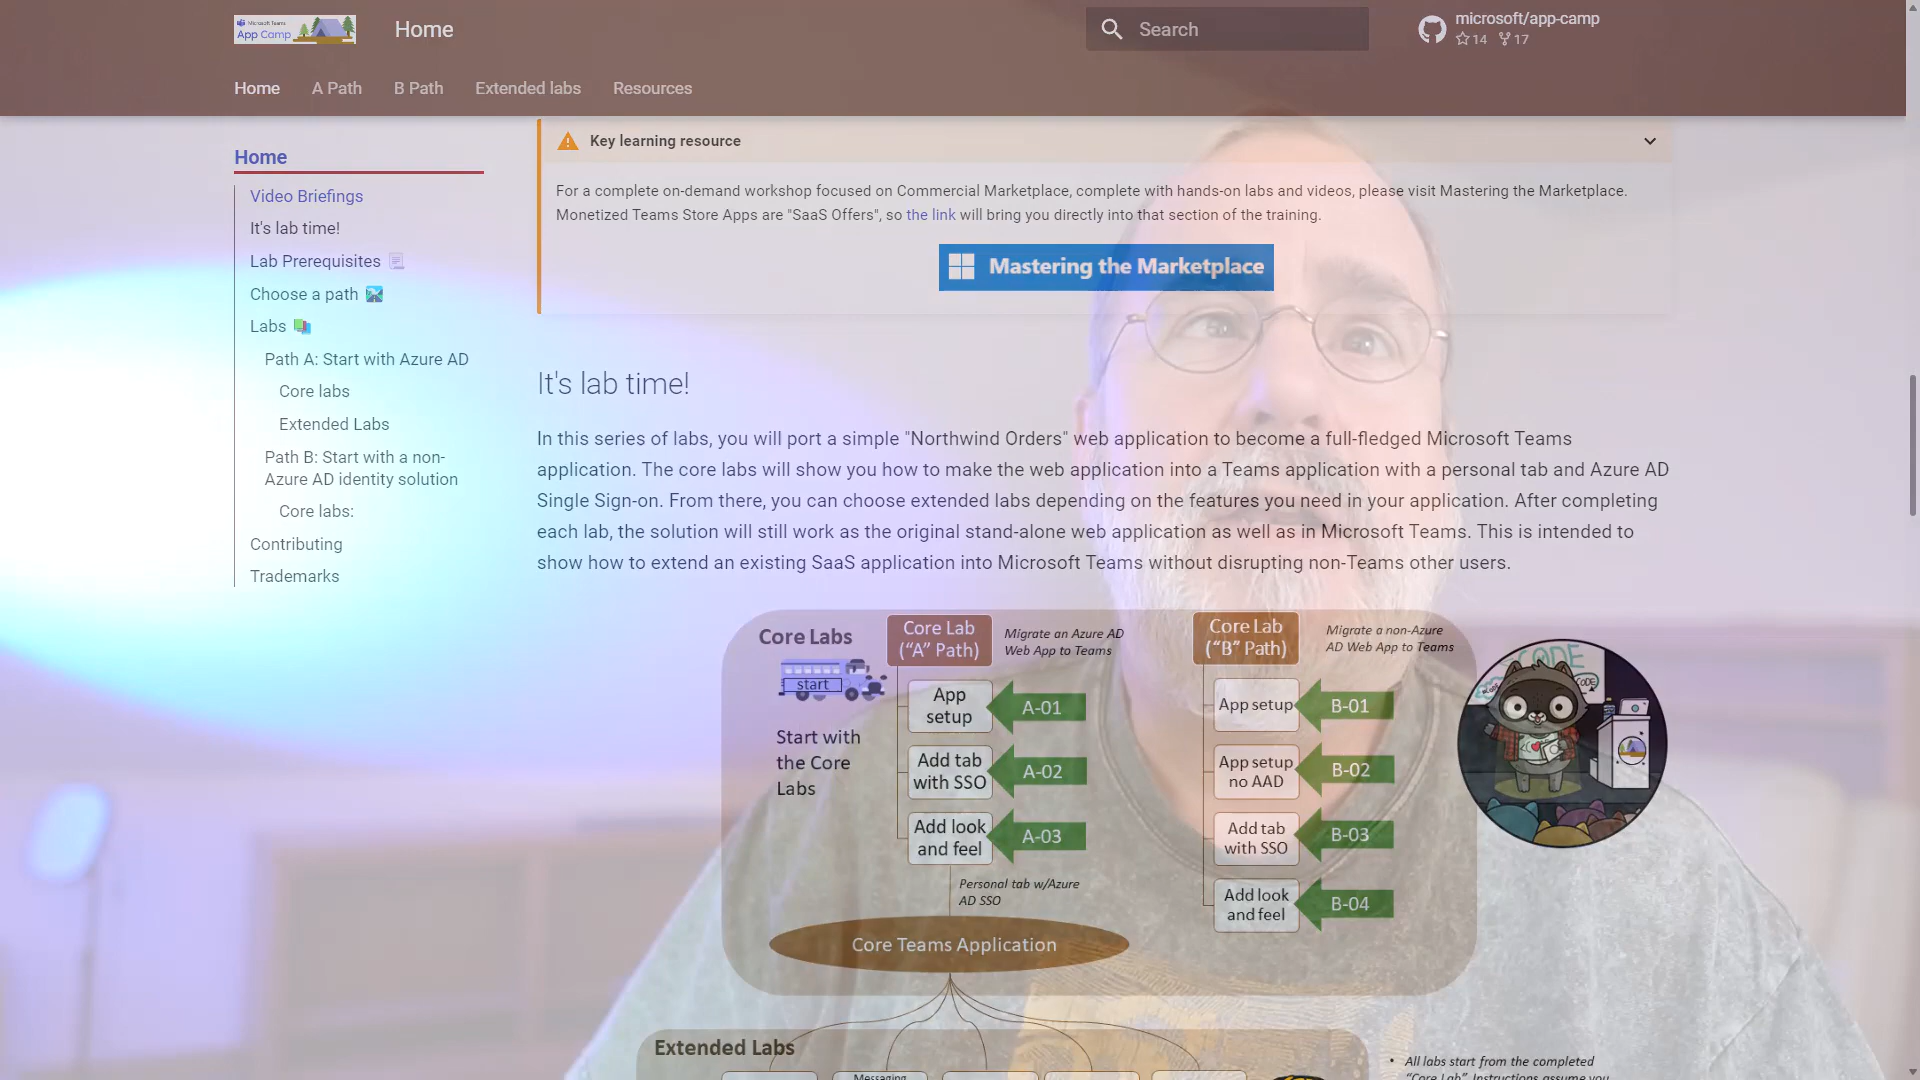 Microsoft Teams
App Camp
Home
Search
microsoft/app-camp
14 17
Home A Path B Path Extended labs Resources
Home
Video Briefings
It's lab time!
Lab Prerequisites
Choose a path
Labs
Path A: Start with Azure AD
Core labs
Extended Labs
Path B: Start with a non-
Azure AD identity solution
Core labs:
Contributing
Trademarks
Key learning resource
For a complete on-demand workshop focused on Commercial Marketplace, complete with hands-on labs and videos, please visit Mastering the Marketplace.
Monetized Teams Store Apps are "SaaS Offers", so the link will bring you directly into that section of the training.
Mastering the Marketplace
It's lab time!
In this series of labs, you will port a simple "Northwind Orders" web application to become a full-fledged Microsoft Teams
application. The core labs will show you how to make the web application into a Teams application with a personal tab and Azure AD
Single Sign-on. From there, you can choose extended labs depending on the features you need in your application. After completing
each lab, the solution will still work as the original stand-alone web application as well as in Microsoft Teams. This is intended to
show how to extend an existing SaaS application into Microsoft Teams without disrupting non-Teams other users.
Core Labs
start
Start with
the Core
Labs
Core Lab
("A" Path)
Migrate an Azure AD
Web App to Teams
App
setup
A-01
Add tab
with SSO
A-02
Add look
and feel
A-03
Personal tab w/Azure
AD SSO
Core Teams Application
Core Lab
("B" Path)
Migrate a non-Azure
AD Web App to Teams
App setup
B-01
App setup
no AAD
B-02
Add tab
with SSO
B-03
Add look
and feel
B-04
CODE
CODE
Extended Labs
Messaging
• All labs start from the completed
"Core Lab". Instructions assume you